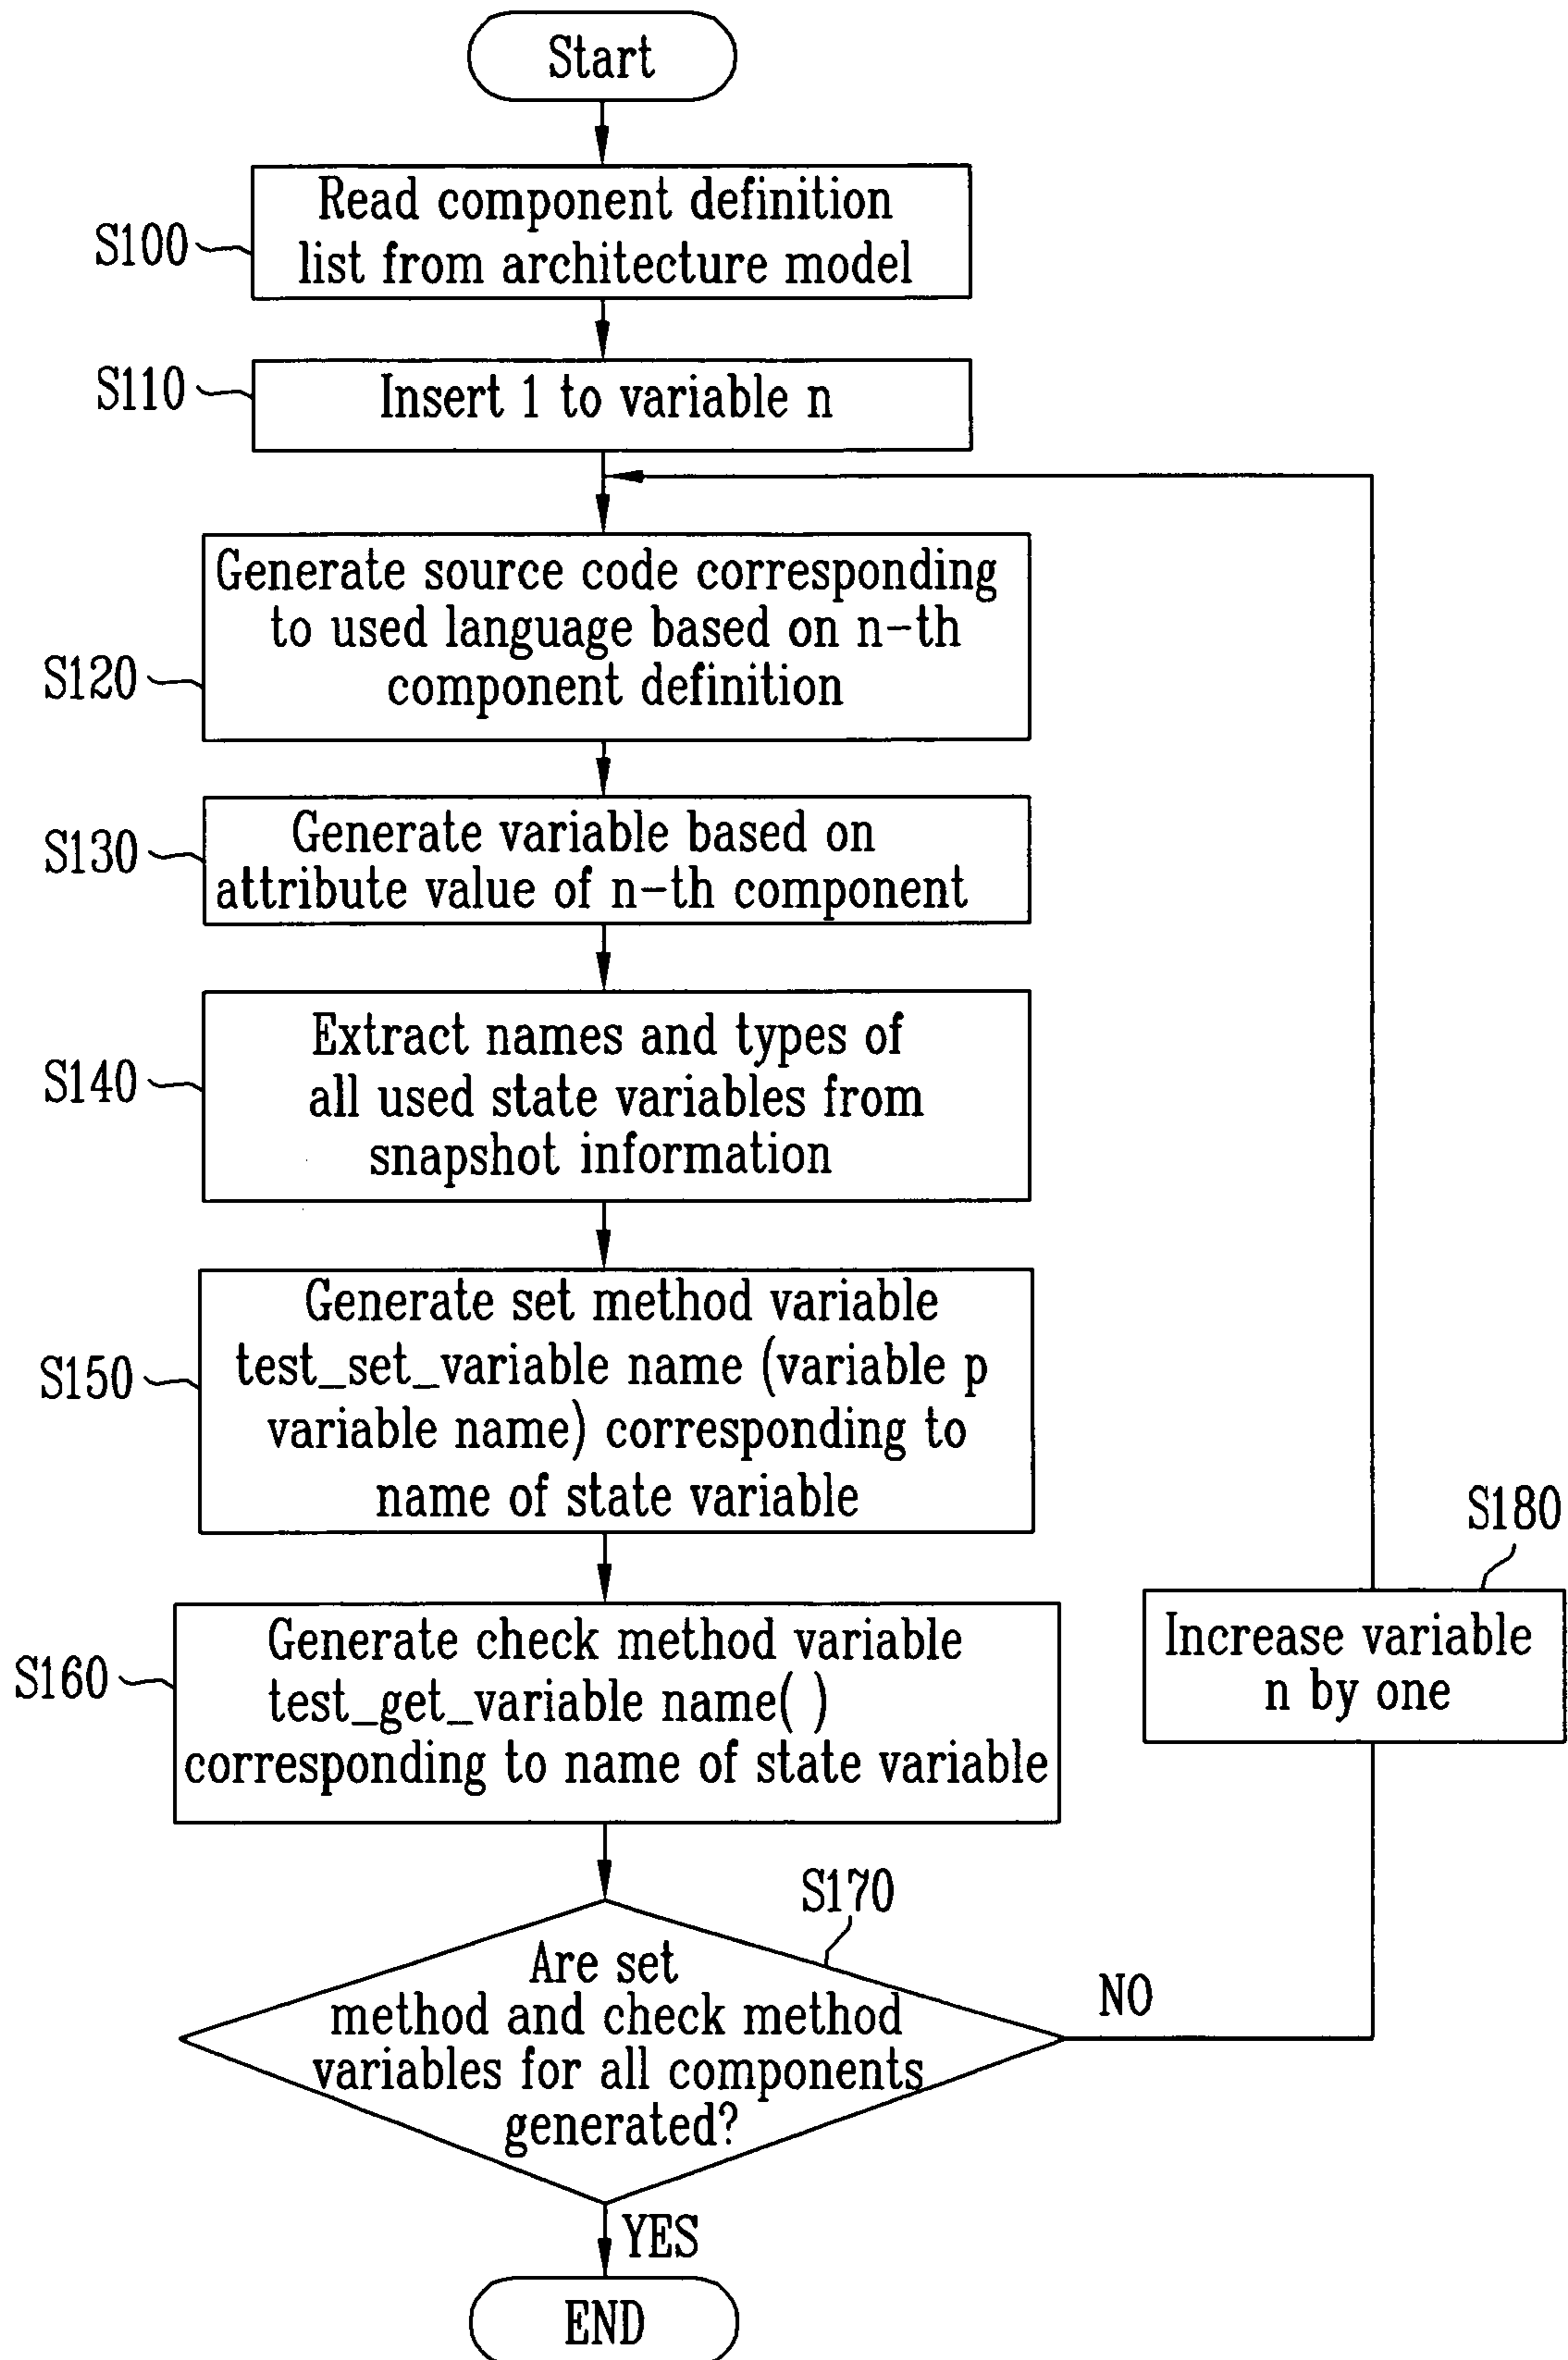 Start
S100
Read component definition
list from architecture model
S110
Insert 1 to variable n
S120
Generate source code corresponding
to used language based on n-th
component definition
S130
Generate variable based on
attribute value of n-th component
S140
Extract names and types of
all used state variables from
snapshot information
S150
Generate set method variable
test_set_variable name (variable p
variable name) corresponding to
name of state variable
S160
Generate check method variable
test_get_variable name( )
corresponding to name of state variable
S170
Are set
method and check method
variables for all components
generated?
NO
S180
Increase variable
n by one
YES
END